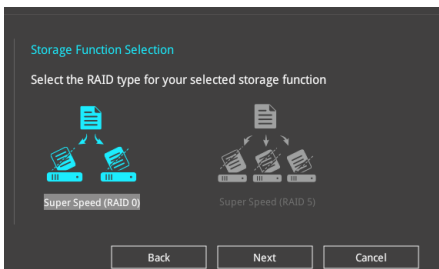 Storage Function Selection
Select the RAID type for your selected storage function
Super Speed (RAID 0)
Super Speed (RAID 5)
Back
Next
Cancel